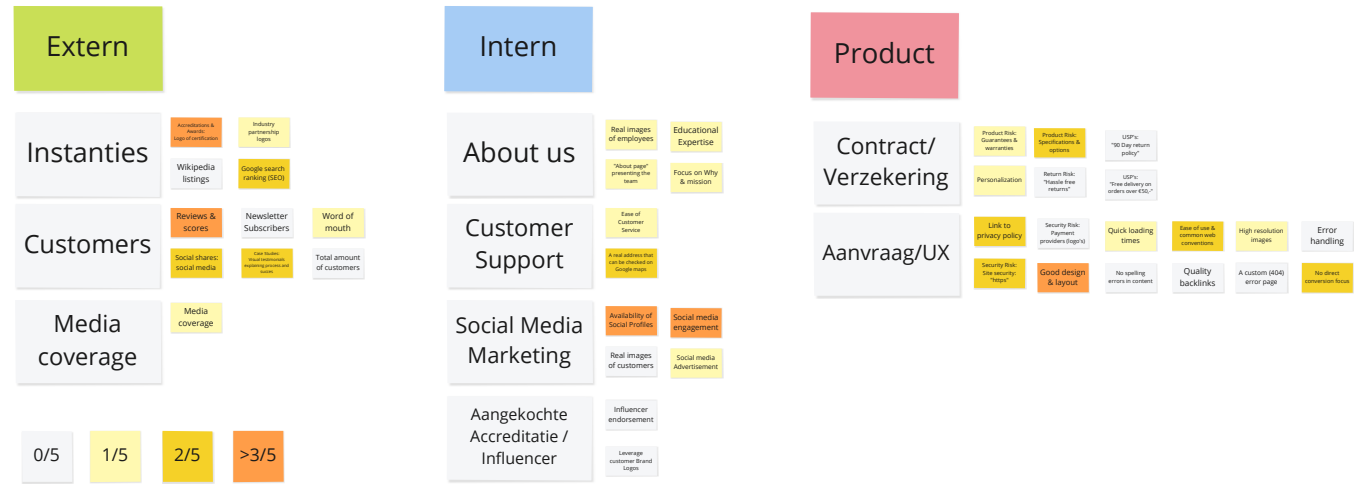 Extern
Instanties
Accreditations &
Awards:
Logo of certification
Industry
partnership
logos
Wikipedia
listings
Google search
ranking (SEO)
Customers
Reviews &
scores
Newsletter
Subscribers
Word of
mouth
Social shares:
social media
Case Studies:
Visual testimonials
explaining process and
succes
Total amount
of customers
Media
coverage
Media
coverage
0/5
1/5
2/5
>3/5
Intern
About us
Real images
of employees
Educational
Expertise
"About page"
presenting the
team
Focus on Why
& mission
Customer
Support
Ease of
Customer
Service
A real address that
can be checked on
Google maps
Social Media
Marketing
Availability of
Social Profiles
Social media
engagement
Real images
of customers
Social media
Advertisement
Aangekochte
Accreditatie /
Influencer
Influencer
endorsement
Leverage
customer Brand
Logos
Product
Contract/
Verzekering
Product Risk:
Guarantees &
warranties
Product Risk:
Specifications &
options
USP's:
"90 Day return
policy"
Personalization
Return Risk:
"Hassle free
returns"
USP's:
"Free delivery on
orders over €50,-"
Aanvraag/UX
Link to
privacy policy
Security Risk:
Payment
providers (logo's)
Quick loading
times
Ease of use &
common web
conventions
High resolution
images
Error
handling
Security Risk:
Site security:
"https"
Good design
& layout
No spelling
errors in content
Quality
backlinks
A custom (404)
error page
No direct
conversion focus